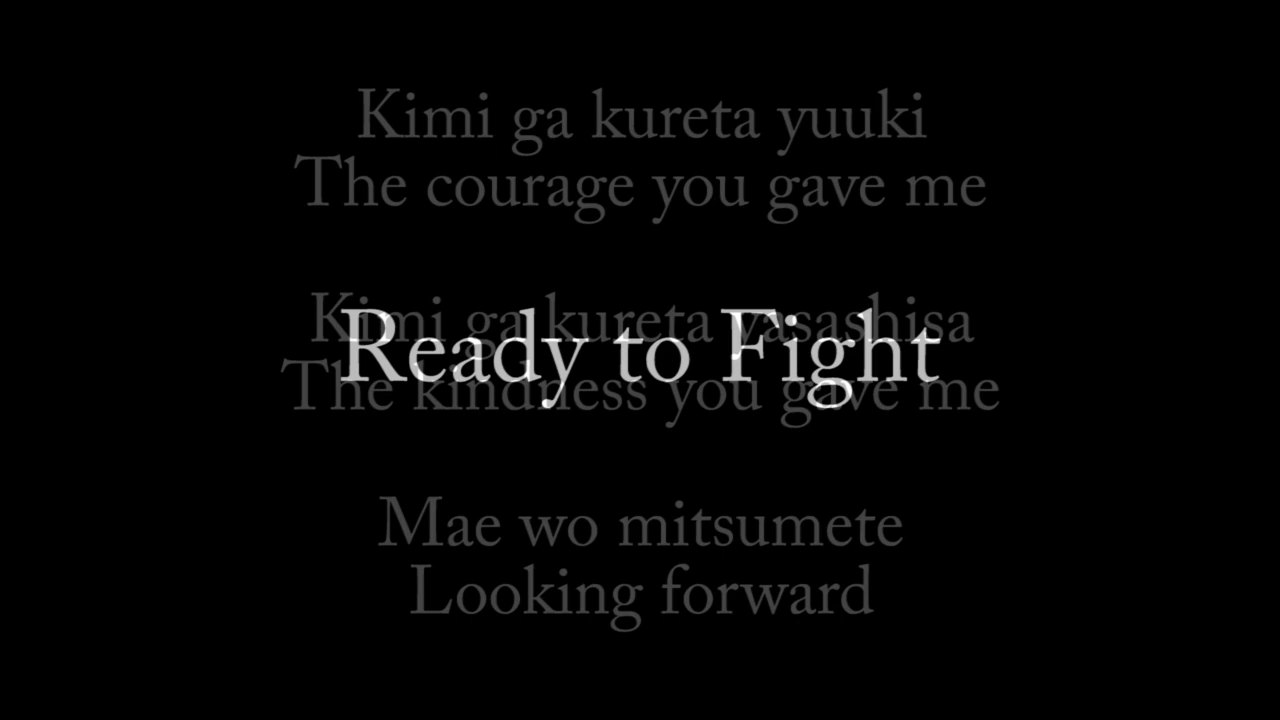 Kimi ga kureta yuuki
The courage you gave me
Kimi ga kureta yasashisa
Ready to Fight
The kindness you gave me
Mae wo mitsumete
Looking forward